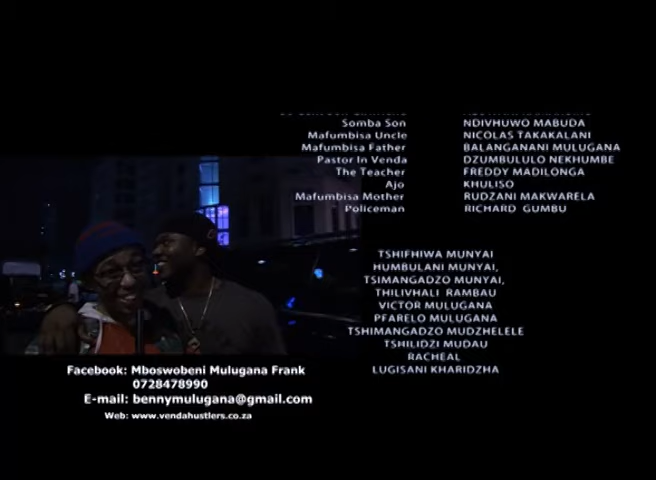 Somba Son NDIVHUWO MABUDA
Mafumbisa Uncle NICOLAS TAKAKALANI
Mafumbisa Father BALANGANANI MULUGANA
Pastor In Venda DZUMBULULO NEKHUMBE
The Teacher FREDDY MADILONGA
Ajo KHULISO
Mafumbisa Mother RUDZANI MAKWARELA
Policeman RICHARD GUMBU
TSHIFHIWA MUNYAI
HUMBULANI MUNYAI,
TSIMANGADZO MUNYAI,
THILIVHALI RAMBAU
VICTOR MULUGANA
PFARELO MULUGANA
TSHIMANGADZO MUDZHELELE
TSHILIDZI MUDAU
RACHEAL
LUGISANI KHARIDZHA
Facebook: Mboswobeni Mulugana Frank
0728478990
E-mail: bennymulugana@gmail.com
Web: www.vendahustlers.co.za